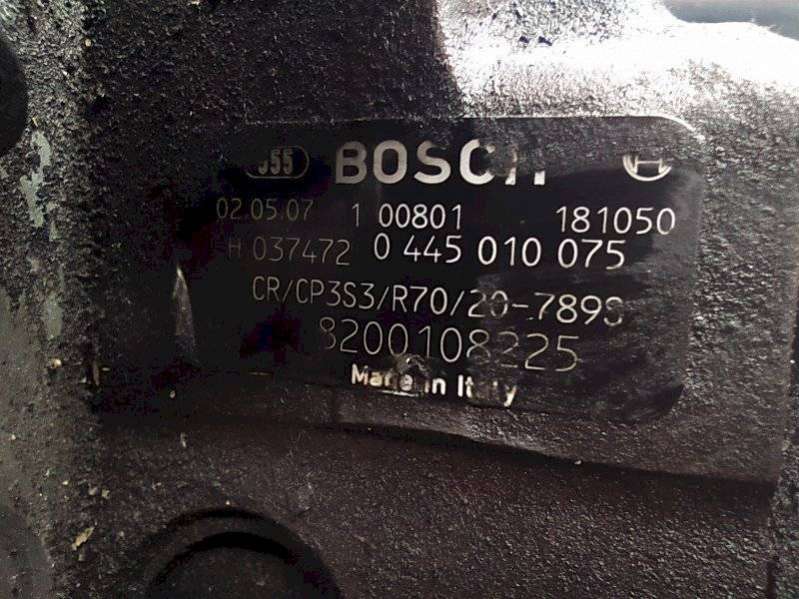 BOSCH
02.05.07 1 00801 181050
H 037472 0 445 010 075
CR/CP3S3/R70/20-789S
8200108225
Made in Italy